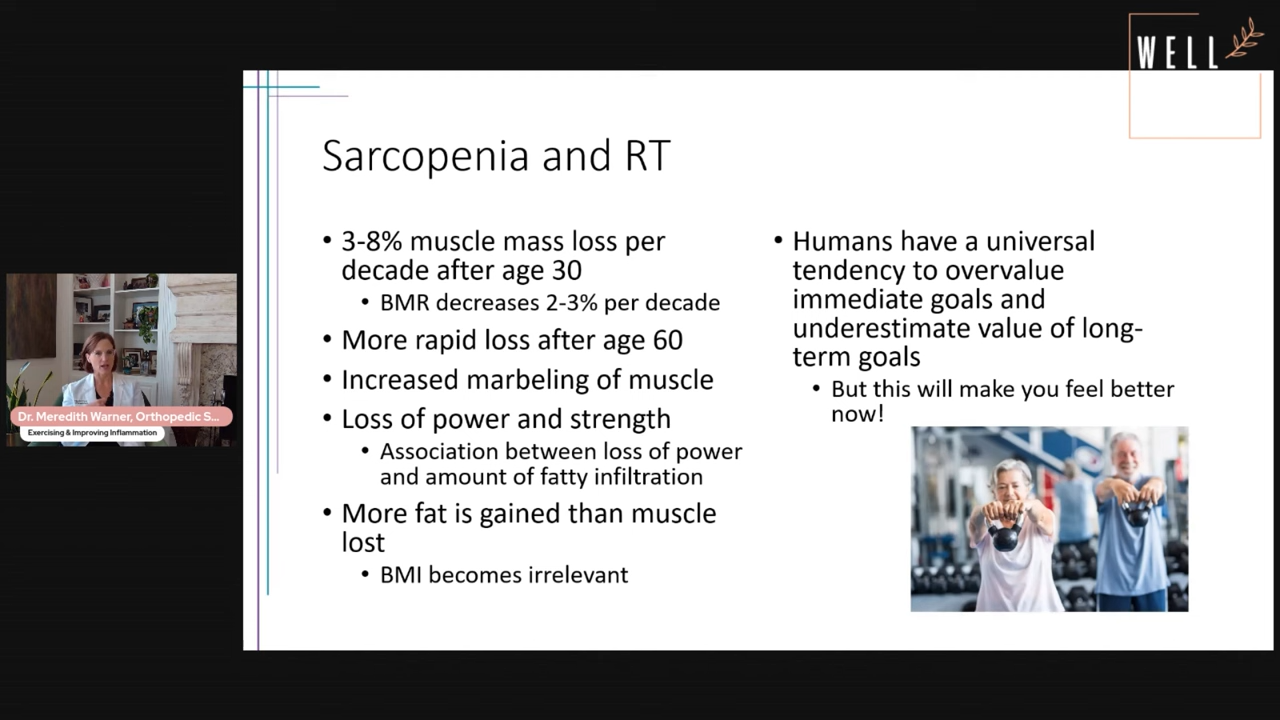 WELL
Sarcopenia and RT
• 3-8% muscle mass loss per
decade after age 30
• BMR decreases 2-3% per decade
• More rapid loss after age 60
• Increased marbeling of muscle
• Loss of power and strength
• Association between loss of power
and amount of fatty infiltration
• More fat is gained than muscle
lost
• BMI becomes irrelevant
• Humans have a universal
tendency to overvalue
immediate goals and
underestimate value of long-
term goals
• But this will make you feel better
now!
Dr. Meredith Warner, Orthopedic S...
Exercising & Improving Inflammation